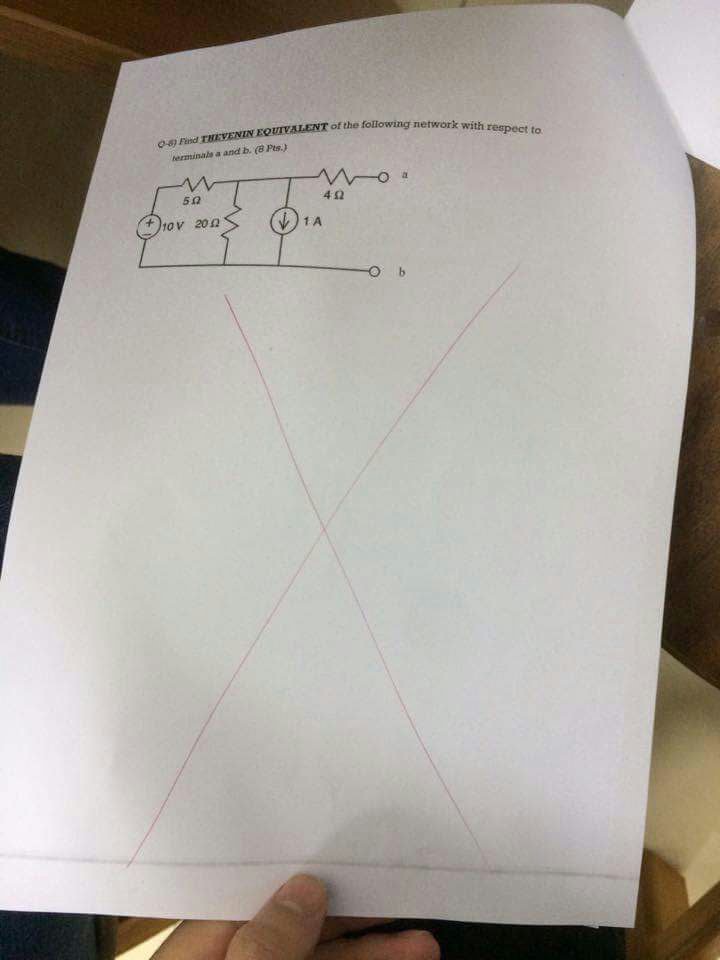 Q-6) Find THEVENIN EQUIVALENT of the following network with respect to
terminals a and b. (8 Pts.)
a
5 Ω
4 Ω
+
10 V
20 Ω
1 A
−
b